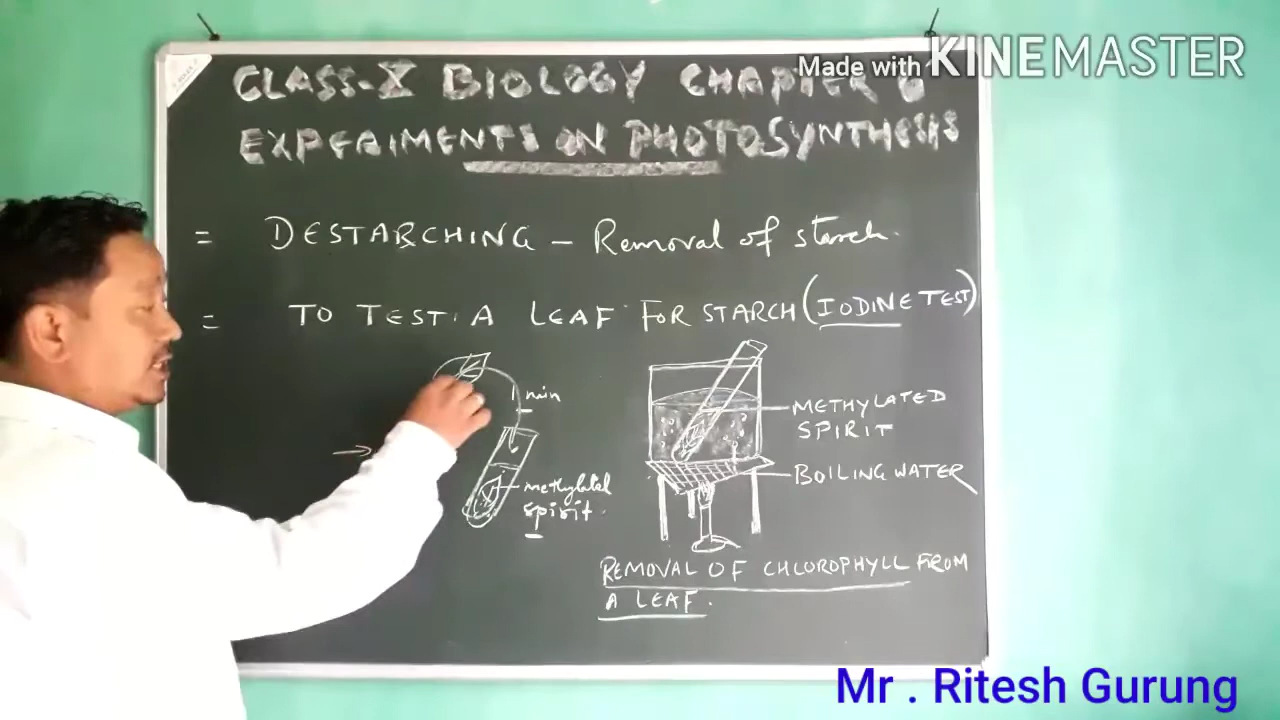 Made with KINEMASTER
CLASS-X BIOLOGY CHAPTER 6
EXPERIMENTS ON PHOTOSYNTHESIS
= DESTARCHING - Removal of starch.
= TO TEST A LEAF FOR STARCH (IODINE TEST)
1 min
METHYLATED
SPIRIT
BOILING WATER
methylated
spirit.
REMOVAL OF CHLOROPHYLL FROM
A LEAF.
Mr . Ritesh Gurung